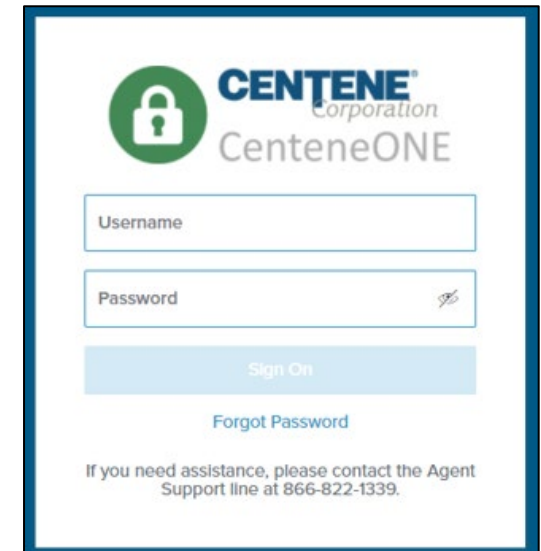 CENTENE®
Corporation
CenteneONE
Username
Password
Sign On
Forgot Password
If you need assistance, please contact the Agent
Support line at 866-822-1339.